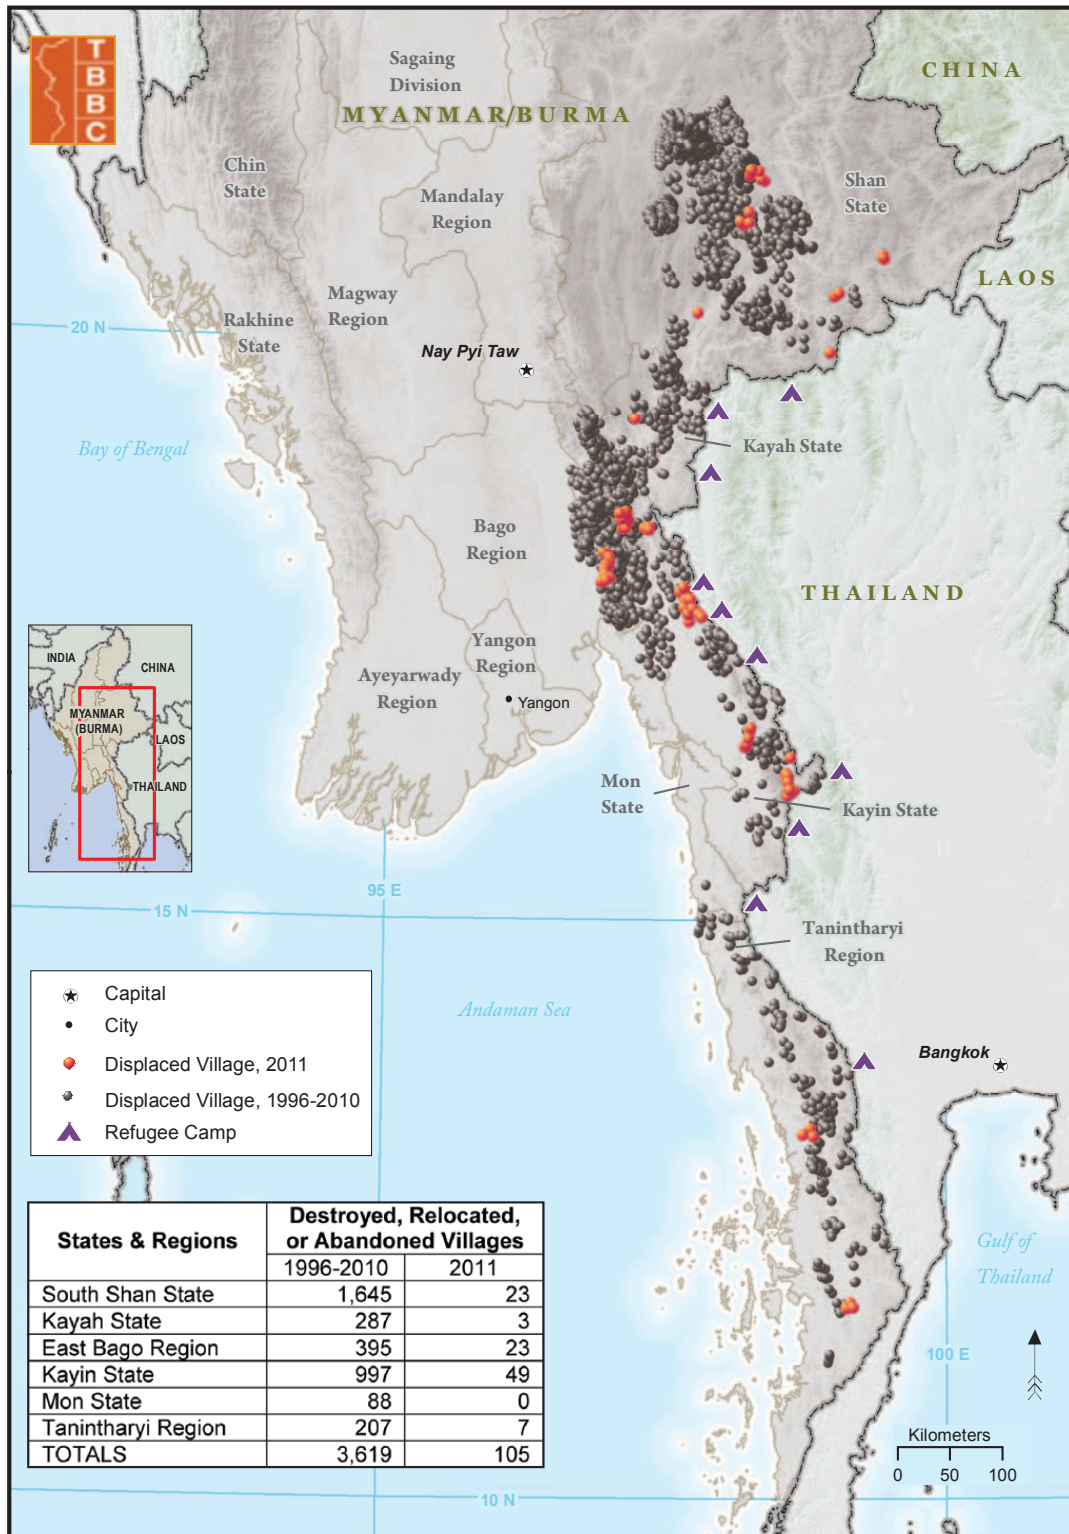 T
B
B
C
Sagaing
Division
MYANMAR/BURMA
CHINA
Chin
State
Mandalay
Region
Shan
State
LAOS
Magway
Region
Rakhine
State
20 N
Nay Pyi Taw
Bay of Bengal
Kayah State
Bago
Region
THAILAND
Yangon
Region
Ayeyarwady
Region
Yangon
INDIA
CHINA
MYANMAR
(BURMA)
LAOS
THAILAND
Mon
State
Kayin State
95 E
15 N
Tanintharyi
Region
Andaman Sea
Bangkok
Capital
City
Displaced Village, 2011
Displaced Village, 1996-2010
Refugee Camp
States & Regions
Destroyed, Relocated,
or Abandoned Villages
1996-2010 2011
South Shan State 1,645 23
Kayah State 287 3
East Bago Region 395 23
Kayin State 997 49
Mon State 88 0
Tanintharyi Region 207 7
TOTALS 3,619 105
Gulf of
Thailand
100 E
Kilometers
0 50 100
10 N